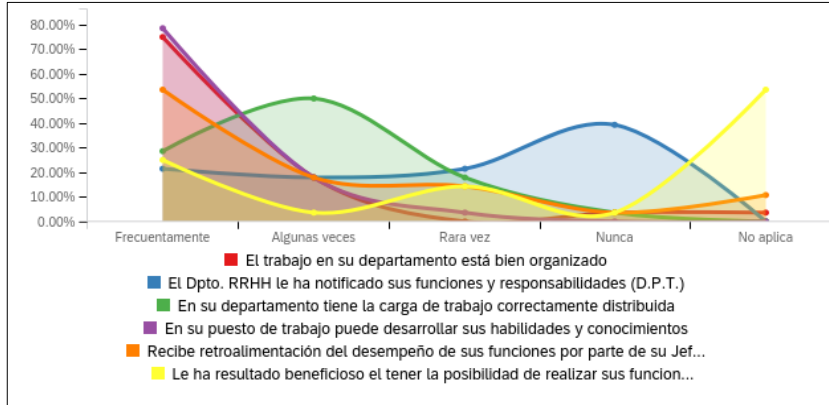 80.00%
70.00%
60.00%
50.00%
40.00%
30.00%
20.00%
10.00%
0.00%
Frecuentemente Algunas veces Rara vez Nunca No aplica
El trabajo en su departamento está bien organizado
El Dpto. RRHH le ha notificado sus funciones y responsabilidades (D.P.T.)
En su departamento tiene la carga de trabajo correctamente distribuida
En su puesto de trabajo puede desarrollar sus habilidades y conocimientos
Recibe retroalimentación del desempeño de sus funciones por parte de su Jef...
Le ha resultado beneficioso el tener la posibilidad de realizar sus funcion...